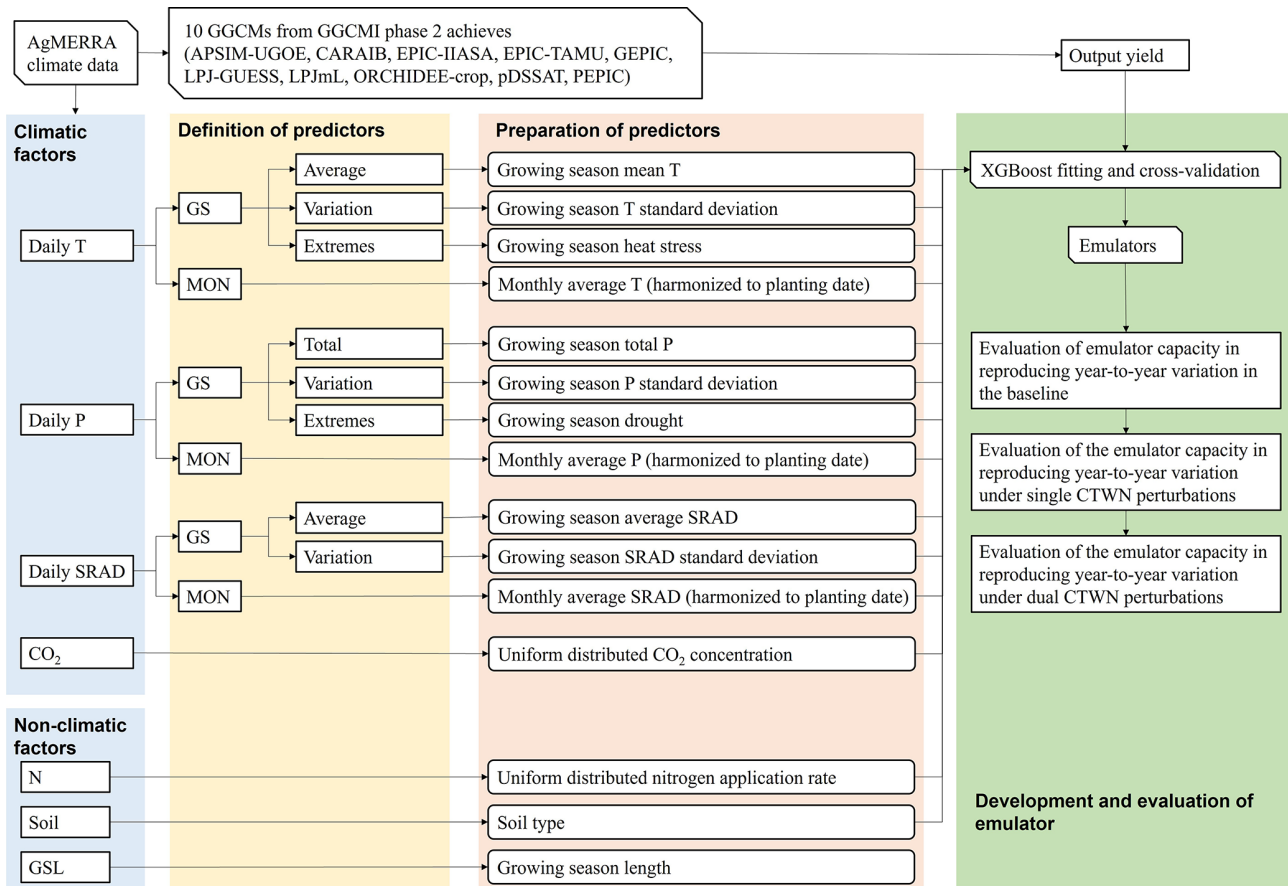 AgMERRA
climate data
10 GGCMs from GGCMI phase 2 achieves
(APSIM-UGOE, CARAIB, EPIC-IIASA, EPIC-TAMU, GEPIC,
LPJ-GUESS, LPJmL, ORCHIDEE-crop, pDSSAT, PEPIC)
Output yield
Climatic
factors
Daily T
Daily P
Daily SRAD
CO₂
Non-climatic
factors
N
Soil
GSL
Definition of predictors
GS
Average
Variation
Extremes
MON
GS
Total
Variation
Extremes
MON
GS
Average
Variation
MON
Preparation of predictors
Growing season mean T
Growing season T standard deviation
Growing season heat stress
Monthly average T (harmonized to planting date)
Growing season total P
Growing season P standard deviation
Growing season drought
Monthly average P (harmonized to planting date)
Growing season average SRAD
Growing season SRAD standard deviation
Monthly average SRAD (harmonized to planting date)
Uniform distributed CO₂ concentration
Uniform distributed nitrogen application rate
Soil type
Growing season length
XGBoost fitting and cross-validation
Emulators
Evaluation of emulator capacity in
reproducing year-to-year variation in
the baseline
Evaluation of the emulator capacity in
reproducing year-to-year variation
under single CTWN perturbations
Evaluation of the emulator capacity in
reproducing year-to-year variation
under dual CTWN perturbations
Development and evaluation of
emulator